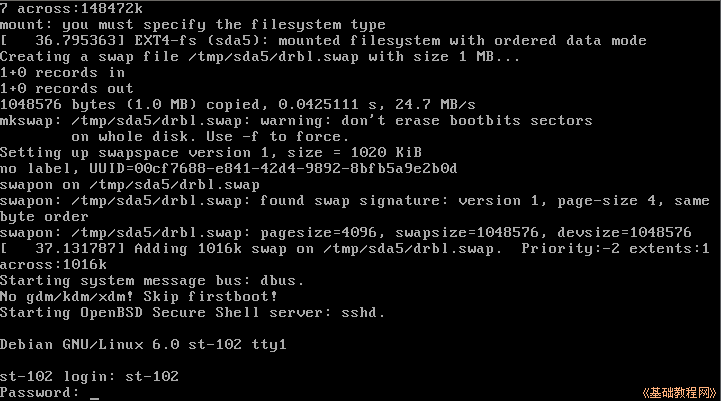 7 across:148472k
mount: you must specify the filesystem type
[   36.795363] EXT4-fs (sda5): mounted filesystem with ordered data mode
Creating a swap file /tmp/sda5/drbl.swap with size 1 MB...
1+0 records in
1+0 records out
1048576 bytes (1.0 MB) copied, 0.0425111 s, 24.7 MB/s
mkswap: /tmp/sda5/drbl.swap: warning: don't erase bootbits sectors
        on whole disk. Use -f to force.
Setting up swapspace version 1, size = 1020 KiB
no label, UUID=00cf7688-e841-42d4-9892-8bfb5a9e2b0d
swapon on /tmp/sda5/drbl.swap
swapon: /tmp/sda5/drbl.swap: found swap signature: version 1, page-size 4, same
byte order
swapon: /tmp/sda5/drbl.swap: pagesize=4096, swapsize=1048576, devsize=1048576
[   37.131787] Adding 1016k swap on /tmp/sda5/drbl.swap.  Priority:-2 extents:1
across:1016k
Starting system message bus: dbus.
No gdm/kdm/xdm! Skip firstboot!
Starting OpenBSD Secure Shell server: sshd.
Debian GNU/Linux 6.0 st-102 tty1
st-102 login: st-102
Password: _
《基础教程网》